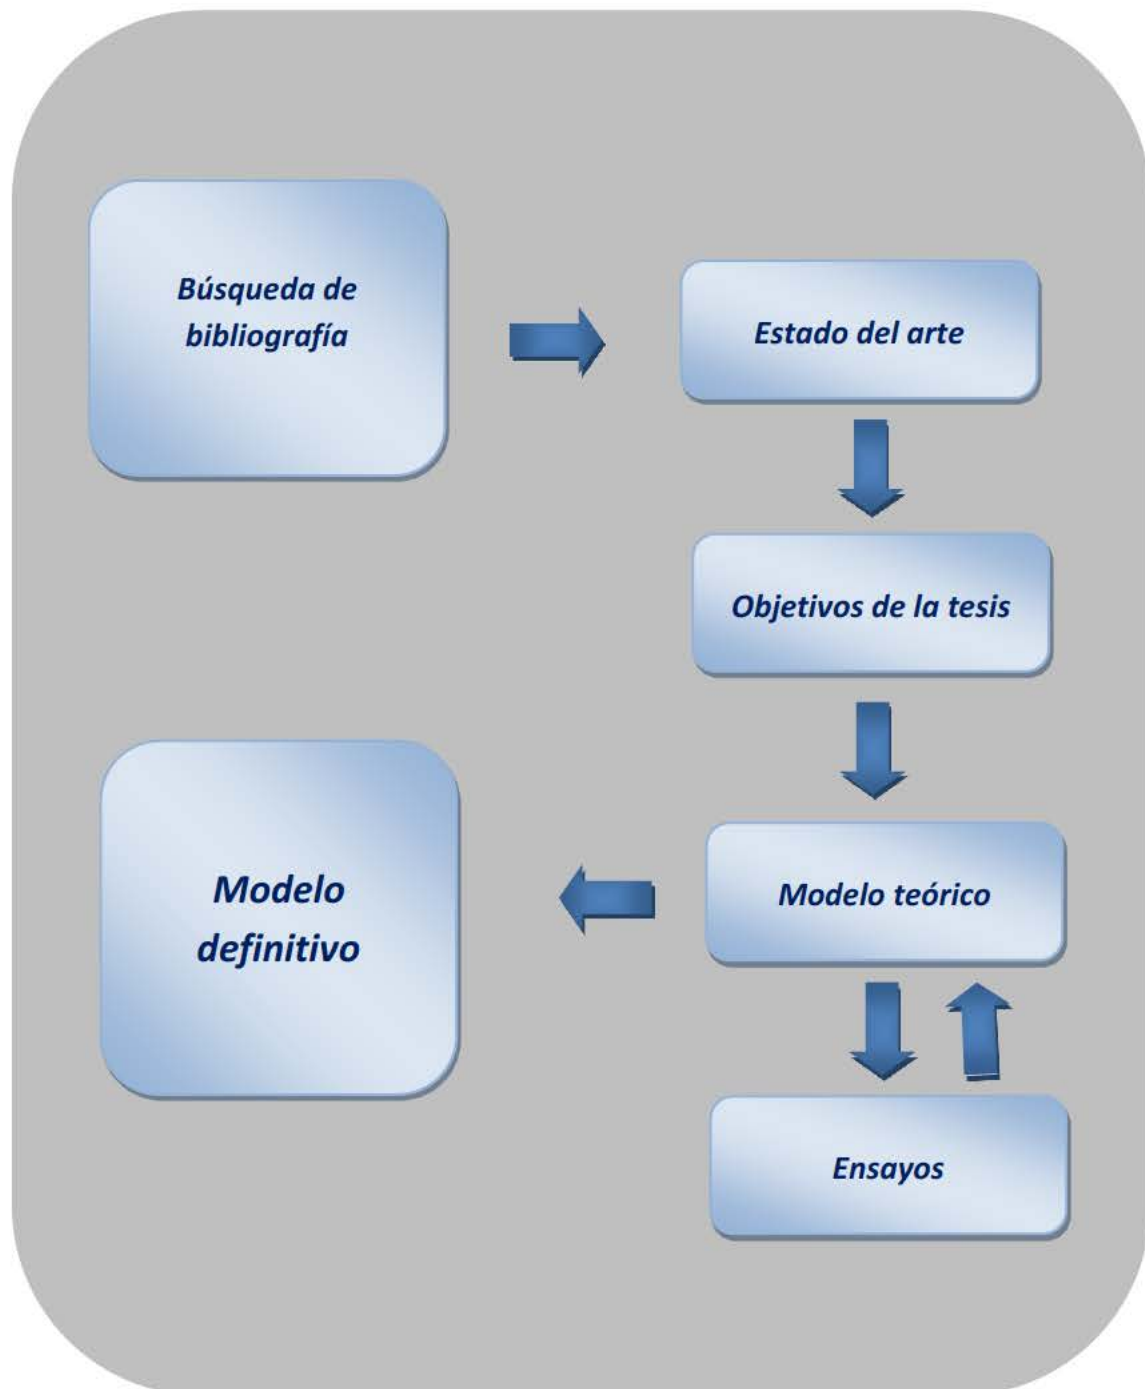 Búsqueda de
bibliografía
Estado del arte
Objetivos de la tesis
Modelo teórico
Modelo
definitivo
Ensayos